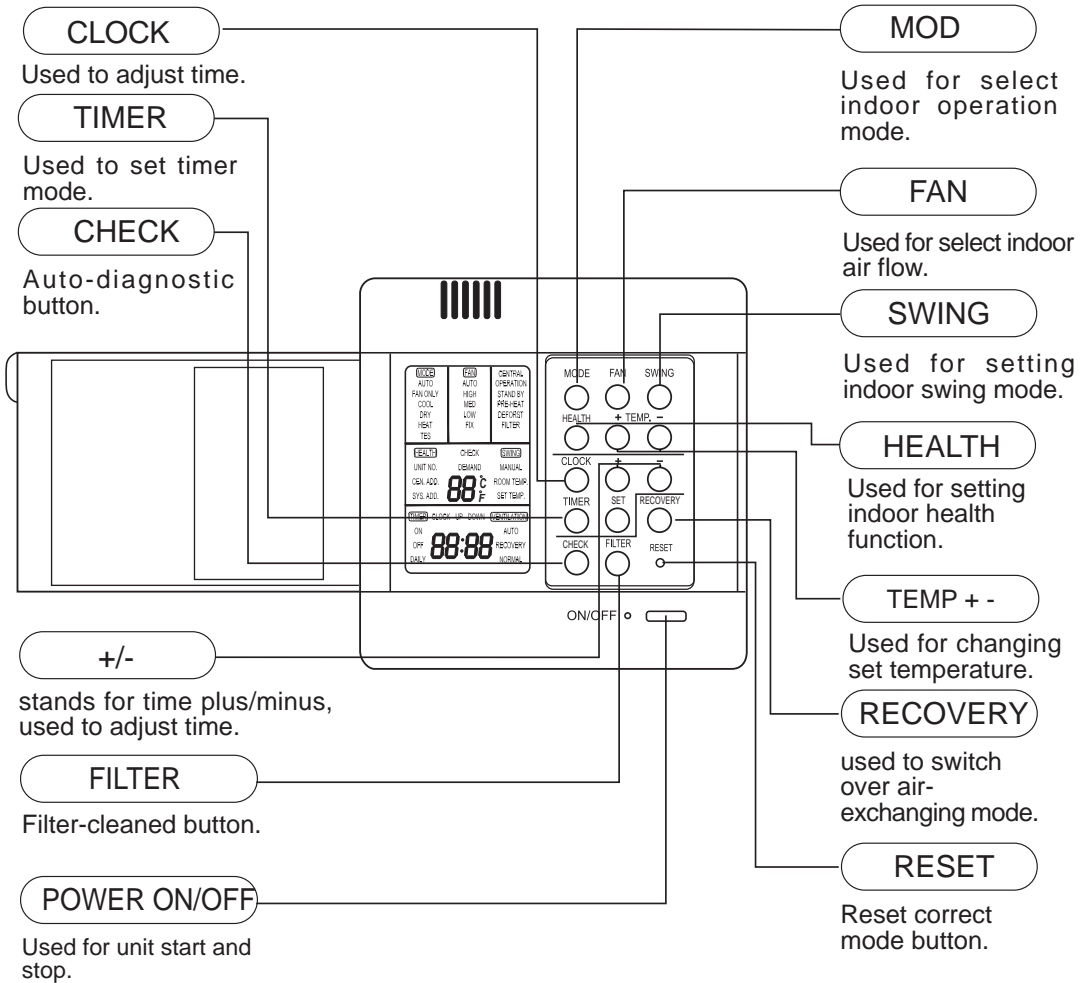 CLOCK
Used to adjust time.
TIMER
Used to set timer
mode.
CHECK
Auto-diagnostic
button.
MOD
Used for select
indoor operation
mode.
FAN
Used for select indoor
air flow.
SWING
Used for setting
indoor swing mode.
HEALTH
Used for setting
indoor health
function.
TEMP + -
Used for changing
set temperature.
RECOVERY
used to switch
over air-
exchanging mode.
RESET
Reset correct
mode button.
+/-
stands for time plus/minus,
used to adjust time.
FILTER
Filter-cleaned button.
POWER ON/OFF
Used for unit start and
stop.
MODE FAN CENTRAL
AUTO AUTO OPERATION
FAN ONLY HIGH STAND BY
COOL MED PRE-HEAT
DRY LOW DEFORST
HEAT FIX FILTER
TES
HEALTH CHECK SWING
UNIT NO. DEMAND MANUAL
CEN. ADD. 88 °C ROOM TEMP.
SYS. ADD. °F SET TEMP.
TIMER CLOCK UP DOWN VENTILATION
ON AUTO
OFF 88:88 RECOVERY
DAILY NORMAL
MODE FAN SWING
HEALTH + TEMP. -
CLOCK + -
TIMER SET RECOVERY
CHECK FILTER RESET
ON/OFF